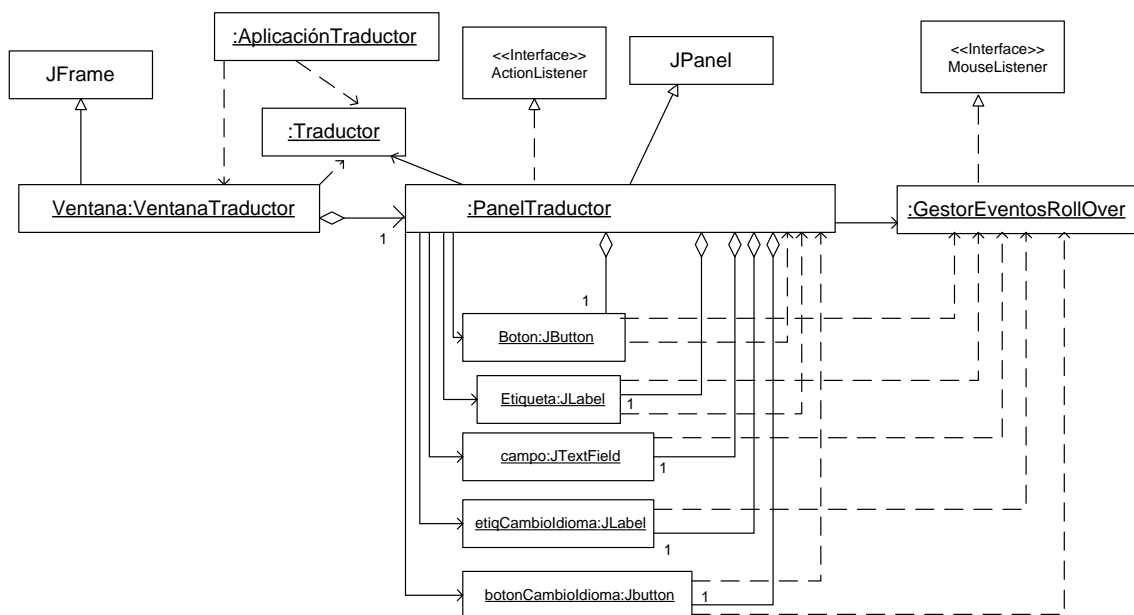 :AplicaciónTraductor
<<Interface>>
ActionListener
JPanel
<<Interface>>
MouseListener
JFrame
:Traductor
Ventana:VentanaTraductor
1
:PanelTraductor
:GestorEventosRollOver
1
Boton:JButton
Etiqueta:JLabel
1
campo:JTextField
1
etiqCambioIdioma:JLabel
1
botonCambioIdioma:Jbutton
1